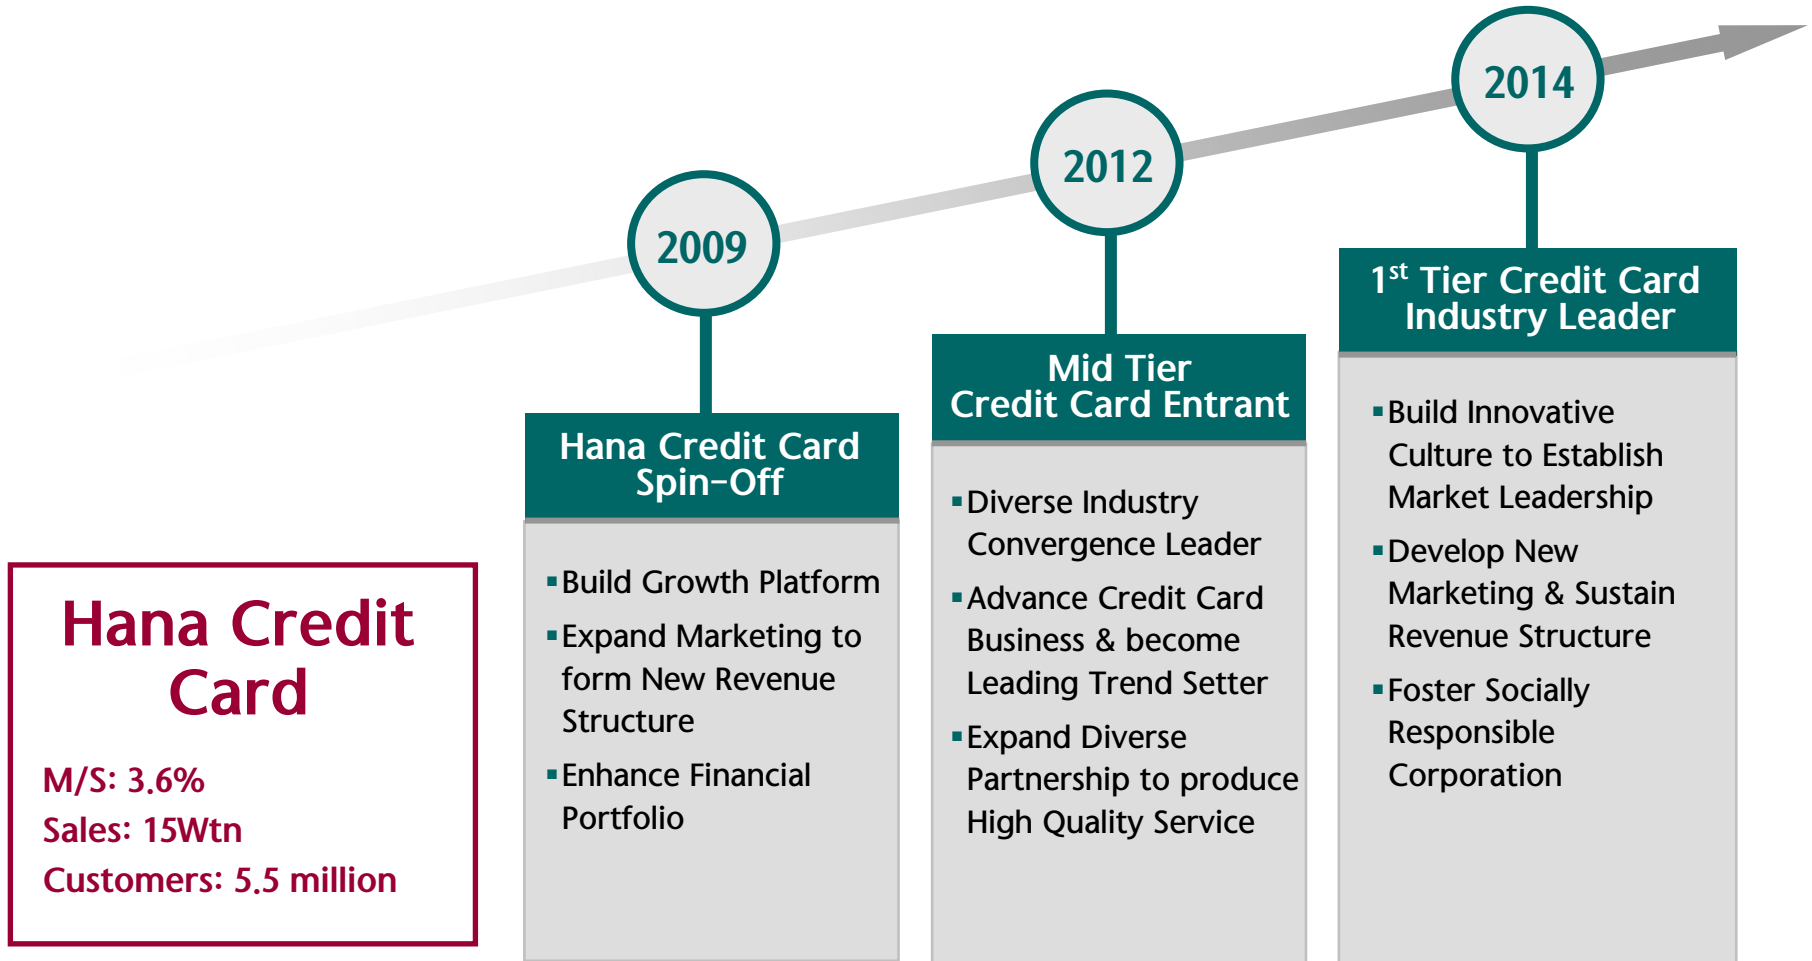 2009
2012
2014
Hana Credit
Card
M/S: 3.6%
Sales: 15Wtn
Customers: 5.5 million
Hana Credit Card
Spin-Off
▪Build Growth Platform
▪Expand Marketing to
form New Revenue
Structure
▪Enhance Financial
Portfolio
Mid Tier
Credit Card Entrant
▪Diverse Industry
Convergence Leader
▪Advance Credit Card
Business & become
Leading Trend Setter
▪Expand Diverse
Partnership to produce
High Quality Service
1st Tier Credit Card
Industry Leader
▪Build Innovative
Culture to Establish
Market Leadership
▪Develop New
Marketing & Sustain
Revenue Structure
▪Foster Socially
Responsible
Corporation